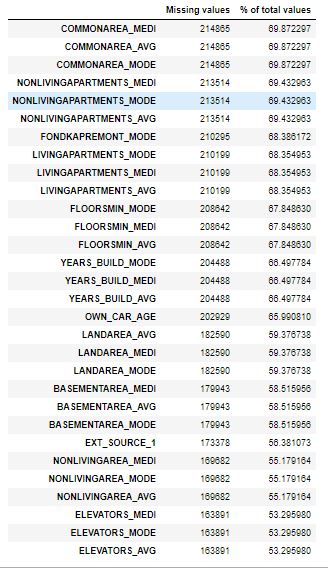 Missing values % of total values
COMMONAREA_MEDI 214865 69.872297
COMMONAREA_AVG 214865 69.872297
COMMONAREA_MODE 214865 69.872297
NONLIVINGAPARTMENTS_MEDI 213514 69.432963
NONLIVINGAPARTMENTS_MODE 213514 69.432963
NONLIVINGAPARTMENTS_AVG 213514 69.432963
FONDKAPREMONT_MODE 210295 68.386172
LIVINGAPARTMENTS_MODE 210199 68.354953
LIVINGAPARTMENTS_MEDI 210199 68.354953
LIVINGAPARTMENTS_AVG 210199 68.354953
FLOORSMIN_MODE 208642 67.848630
FLOORSMIN_MEDI 208642 67.848630
FLOORSMIN_AVG 208642 67.848630
YEARS_BUILD_MODE 204488 66.497784
YEARS_BUILD_MEDI 204488 66.497784
YEARS_BUILD_AVG 204488 66.497784
OWN_CAR_AGE 202929 65.990810
LANDAREA_AVG 182590 59.376738
LANDAREA_MEDI 182590 59.376738
LANDAREA_MODE 182590 59.376738
BASEMENTAREA_MEDI 179943 58.515956
BASEMENTAREA_AVG 179943 58.515956
BASEMENTAREA_MODE 179943 58.515956
EXT_SOURCE_1 173378 56.381073
NONLIVINGAREA_MEDI 169682 55.179164
NONLIVINGAREA_MODE 169682 55.179164
NONLIVINGAREA_AVG 169682 55.179164
ELEVATORS_MEDI 163891 53.295980
ELEVATORS_MODE 163891 53.295980
ELEVATORS_AVG 163891 53.295980